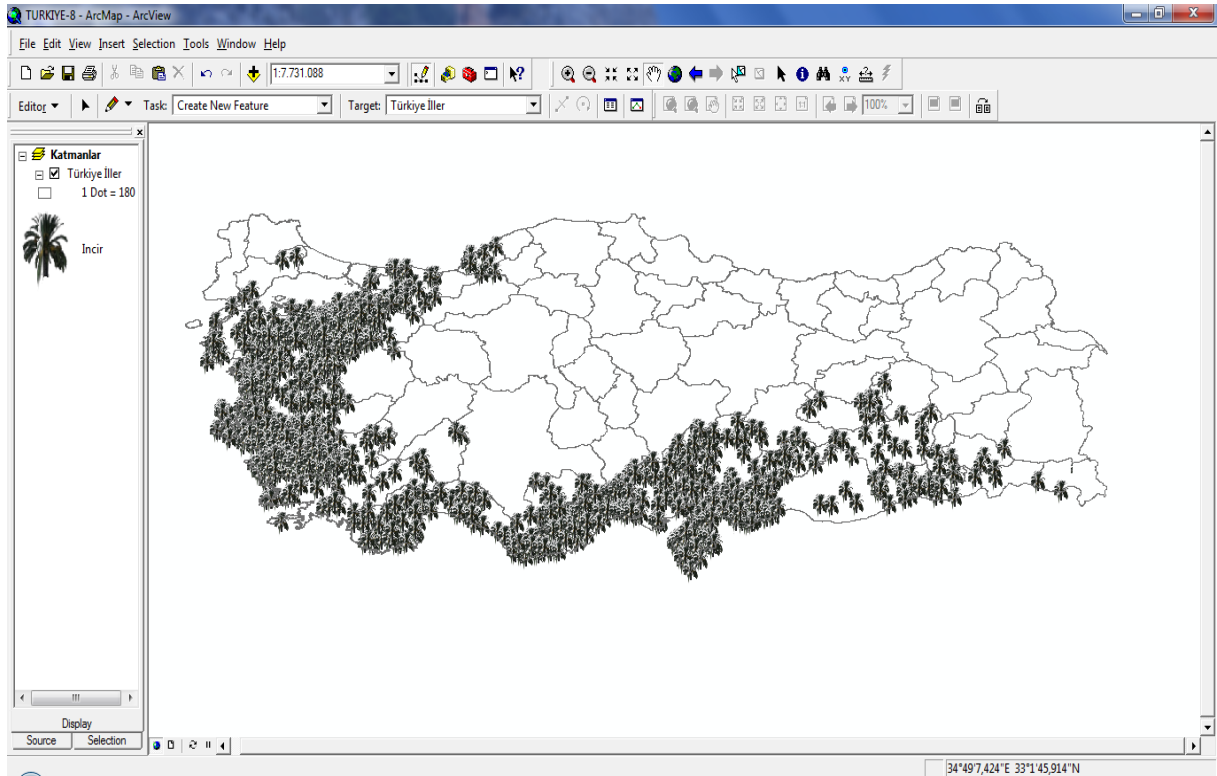 TURKIYE-8 - ArcMap - ArcView
File Edit View Insert Selection Tools Window Help
1:7.731.088
Editor Task: Create New Feature Target: Türkiye İller 100%
Katmanlar
Türkiye İller
1 Dot = 180
Incir
Display
Source Selection
34°49'7,424"E 33°1'45,914"N